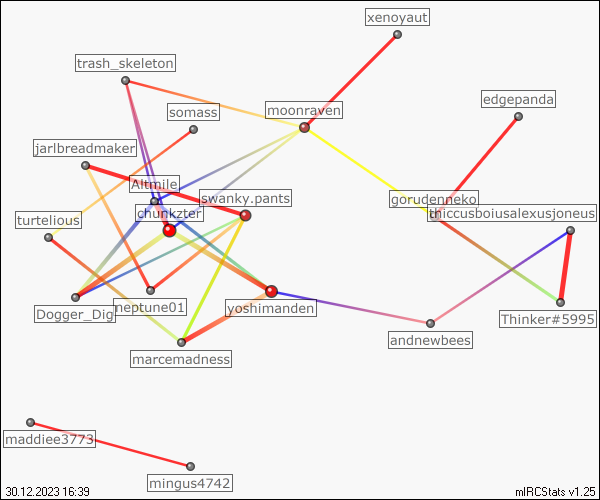 xenoyaut
trash_skeleton
edgepanda
somass
moonraven
jarlbreadmaker
Altmile
swanky.pants
gorudenneko
chunkzter
thiccusboiusalexusjoneus
turtelious
Dogger_Dig
neptune01
yoshimanden
Thinker#5995
andnewbees
marcemadness
maddiee3773
mingus4742
30.12.2023 16:39
mIRCStats v1.25